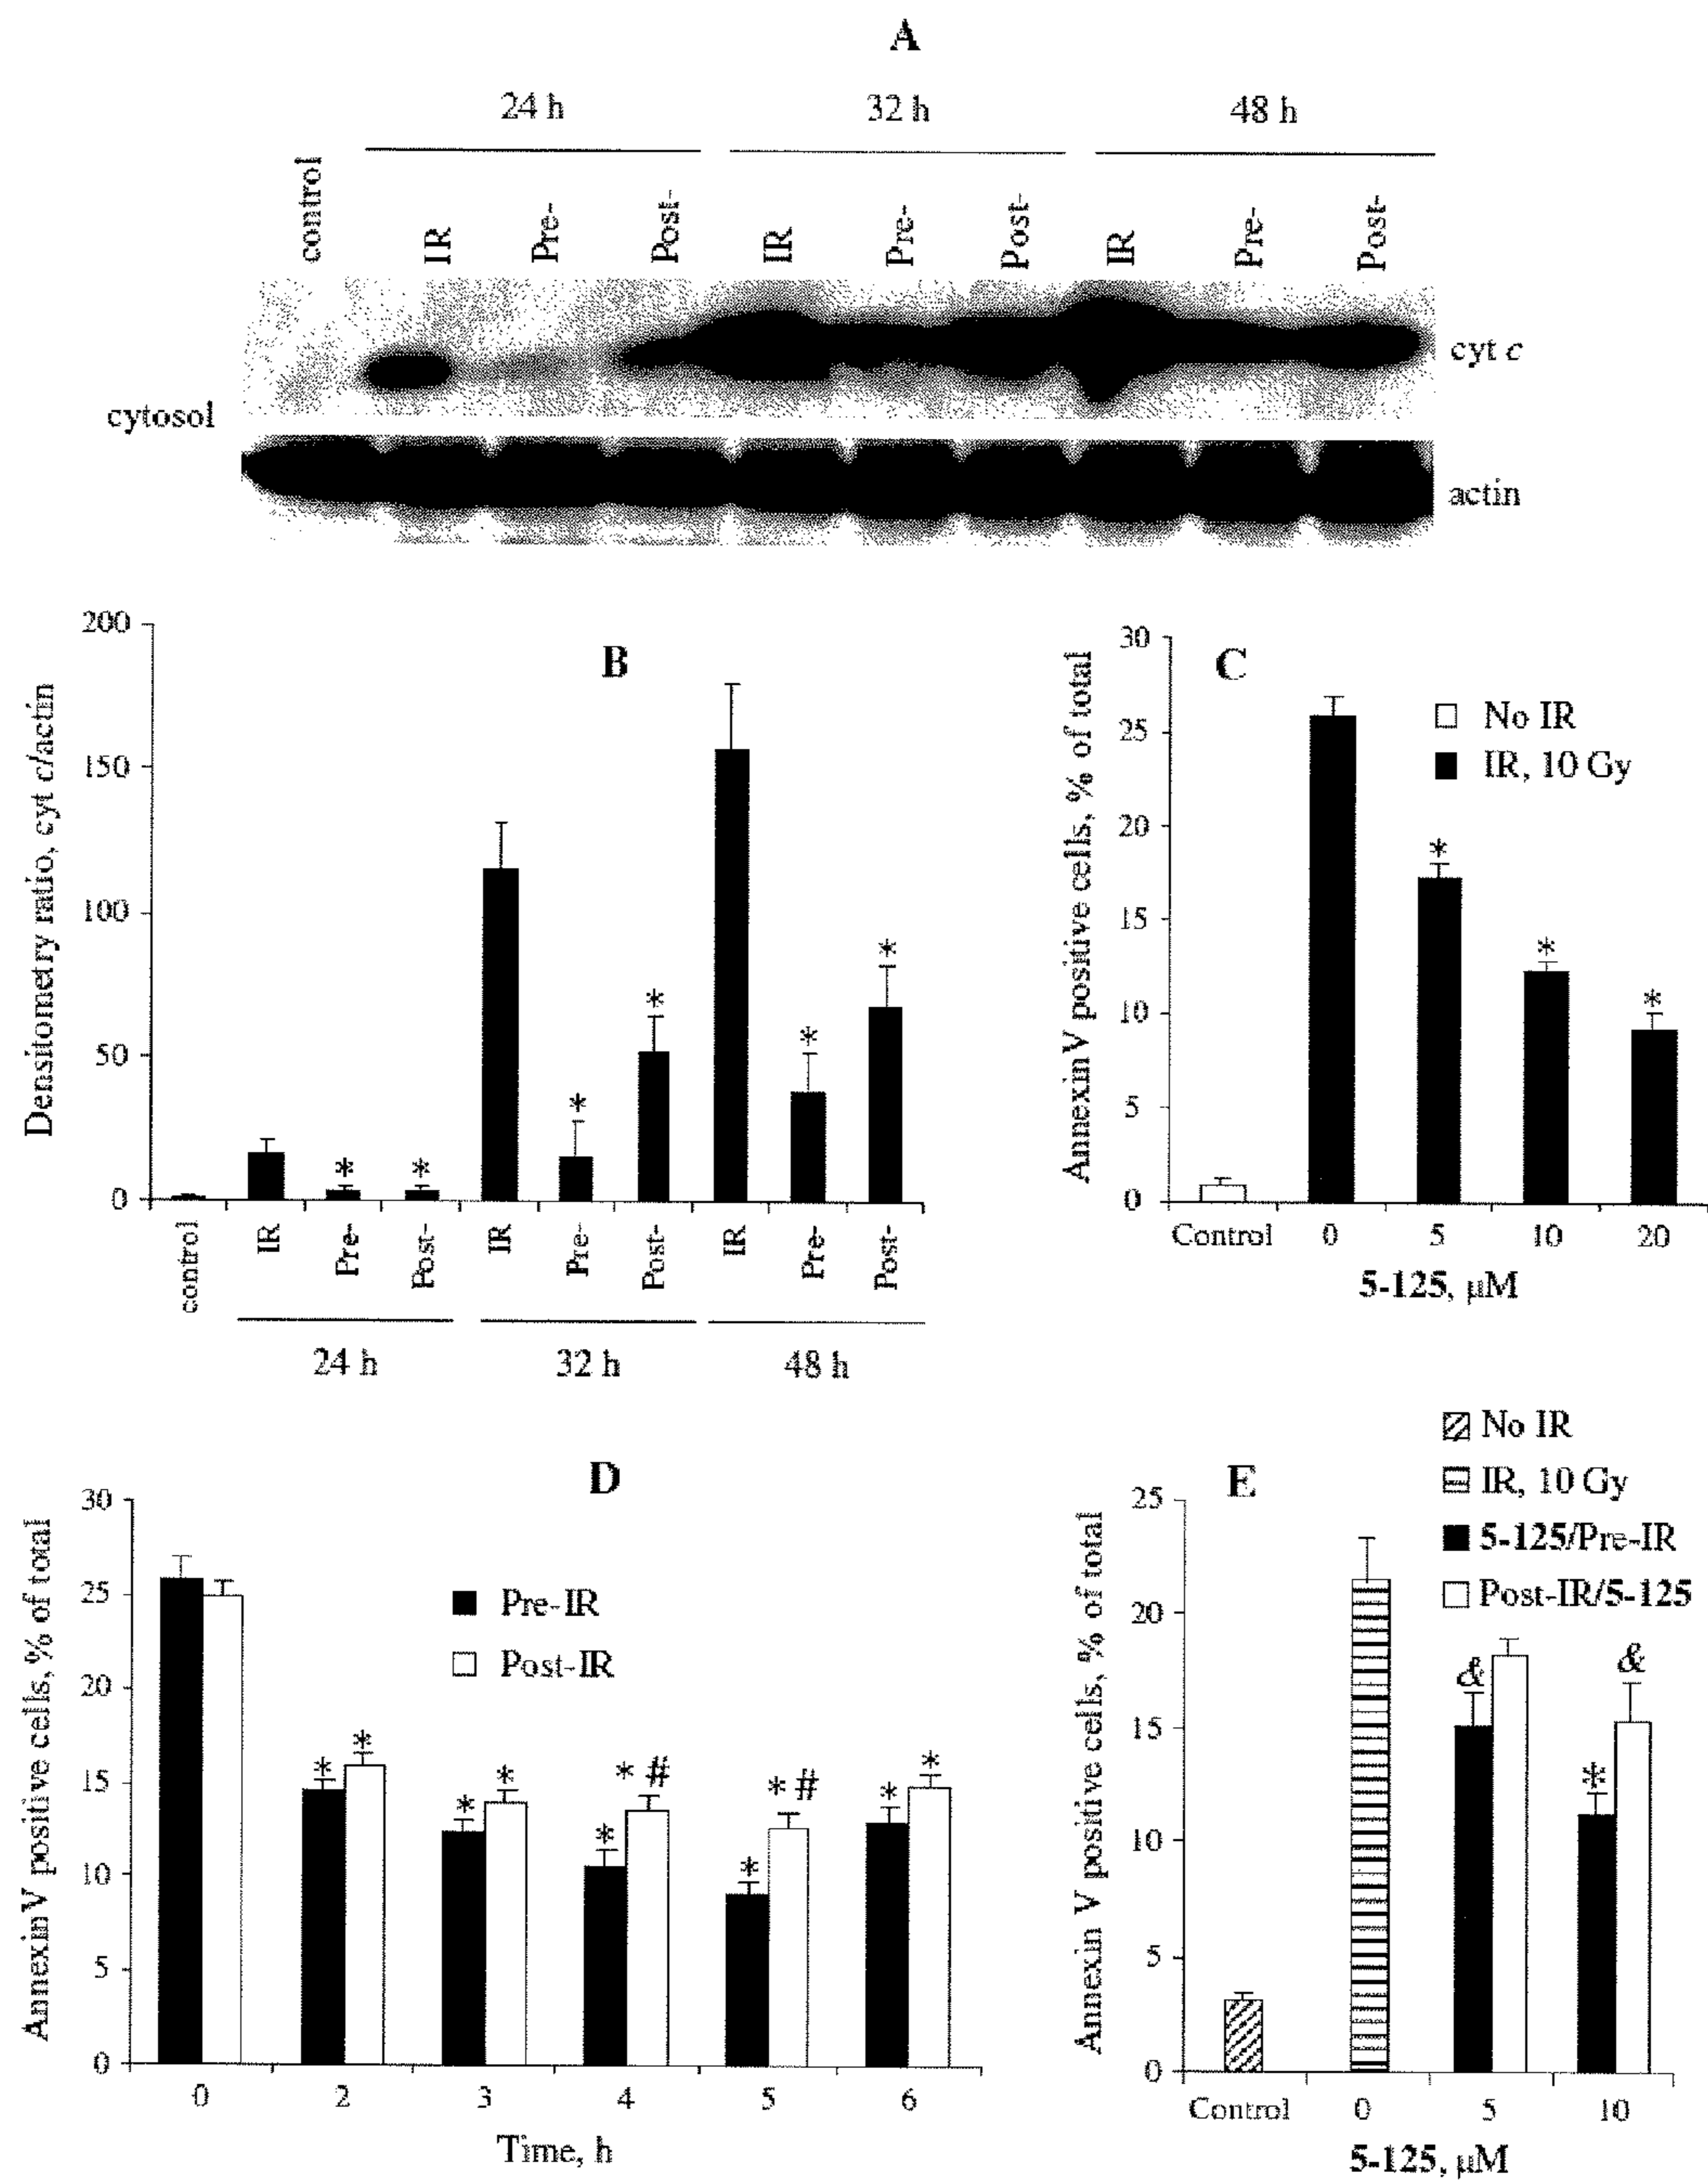 A
24 h 32 h 48 h
control IR Pre- Post- IR Pre- Post- IR Pre- Post-
cyt c
cytosol
actin
B
Densitometry ratio, cyt c/actin
200
150
100
50
0
control IR Pre- Post- IR Pre- Post- IR Pre- Post-
24 h 32 h 48 h
C
Annexin V positive cells, % of total
30
25
20
15
10
5
0
No IR
IR, 10 Gy
*
*
*
Control 0 5 10 20
5-125, µM
* * * * * *
D
Annexin V positive cells, % of total
30
25
20
15
10
5
0
Pre-IR
Post-IR
* * * * * * # * * # * *
0 2 3 4 5 6
Time, h
E
Annexin V positive cells, % of total
25
20
15
10
5
0
No IR
IR, 10 Gy
5-125/Pre-IR
Post-IR/5-125
& * &
Control 0 5 10
5-125, µM